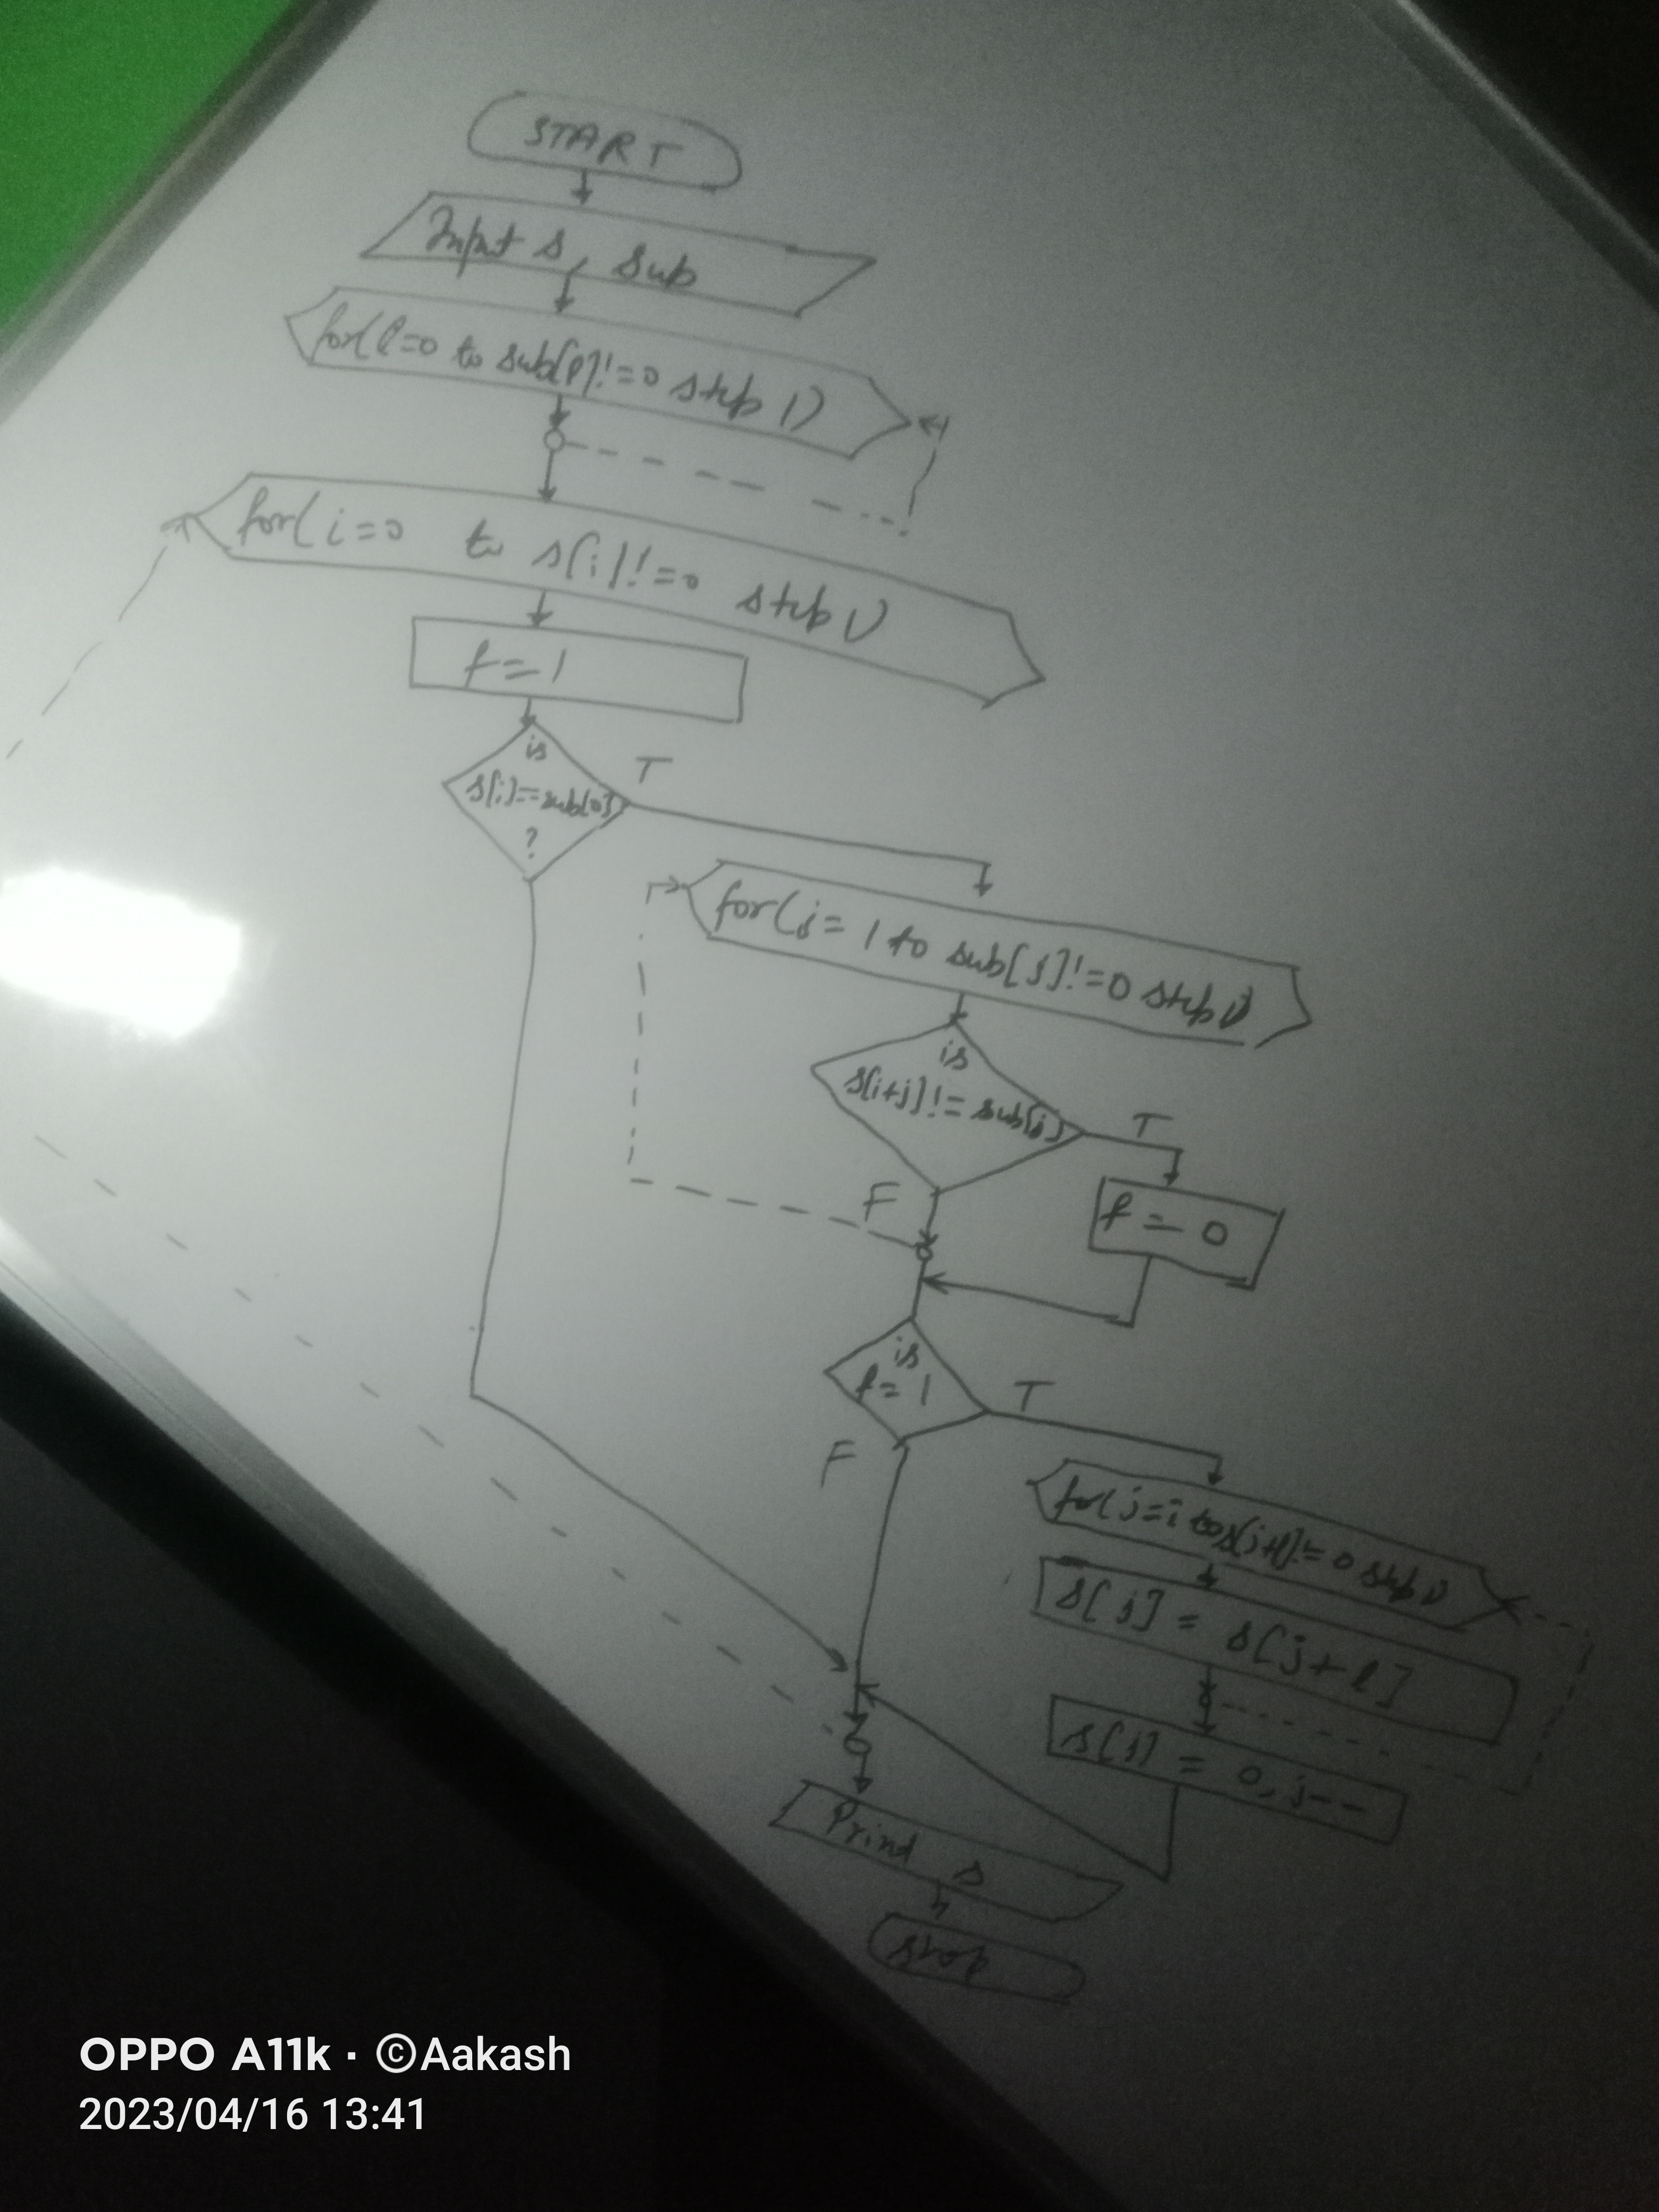 START
Input s, sub
for(l=0 to sub[l]!=0 step 1)
for(i=0 to s[i]!=0 step 1)
f=1
is
s[i]==sub[0]
?
T
for(j=1 to sub[j]!=0 step 1)
is
s[i+j]!=sub[j]
T
F
f=0
is
f=1
T
F
for(j=i to s[j+l]!=0 step 1)
s[j] = s[j+l]
s[j] = 0, j--
Print s
stop
OPPO A11k · ©Aakash
2023/04/16 13:41